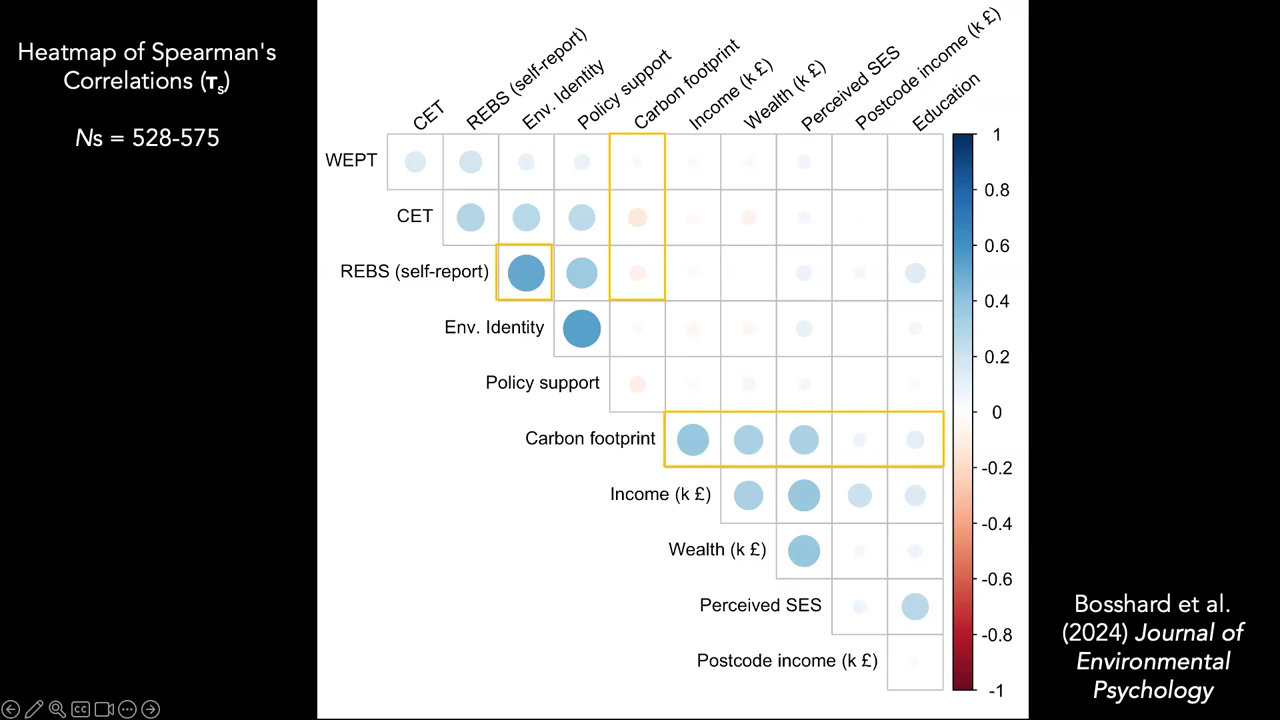 Heatmap of Spearman's
Correlations (τs)
Ns = 528-575
CET
REBS (self-report)
Env. Identity
Policy support
Carbon footprint
Income (k £)
Wealth (k £)
Perceived SES
Postcode income (k £)
Education
WEPT
CET
REBS (self-report)
Env. Identity
Policy support
Carbon footprint
Income (k £)
Wealth (k £)
Perceived SES
Postcode income (k £)
1
0.8
0.6
0.4
0.2
0
-0.2
-0.4
-0.6
-0.8
-1
Bosshard et al.
(2024) Journal of
Environmental
Psychology
CC